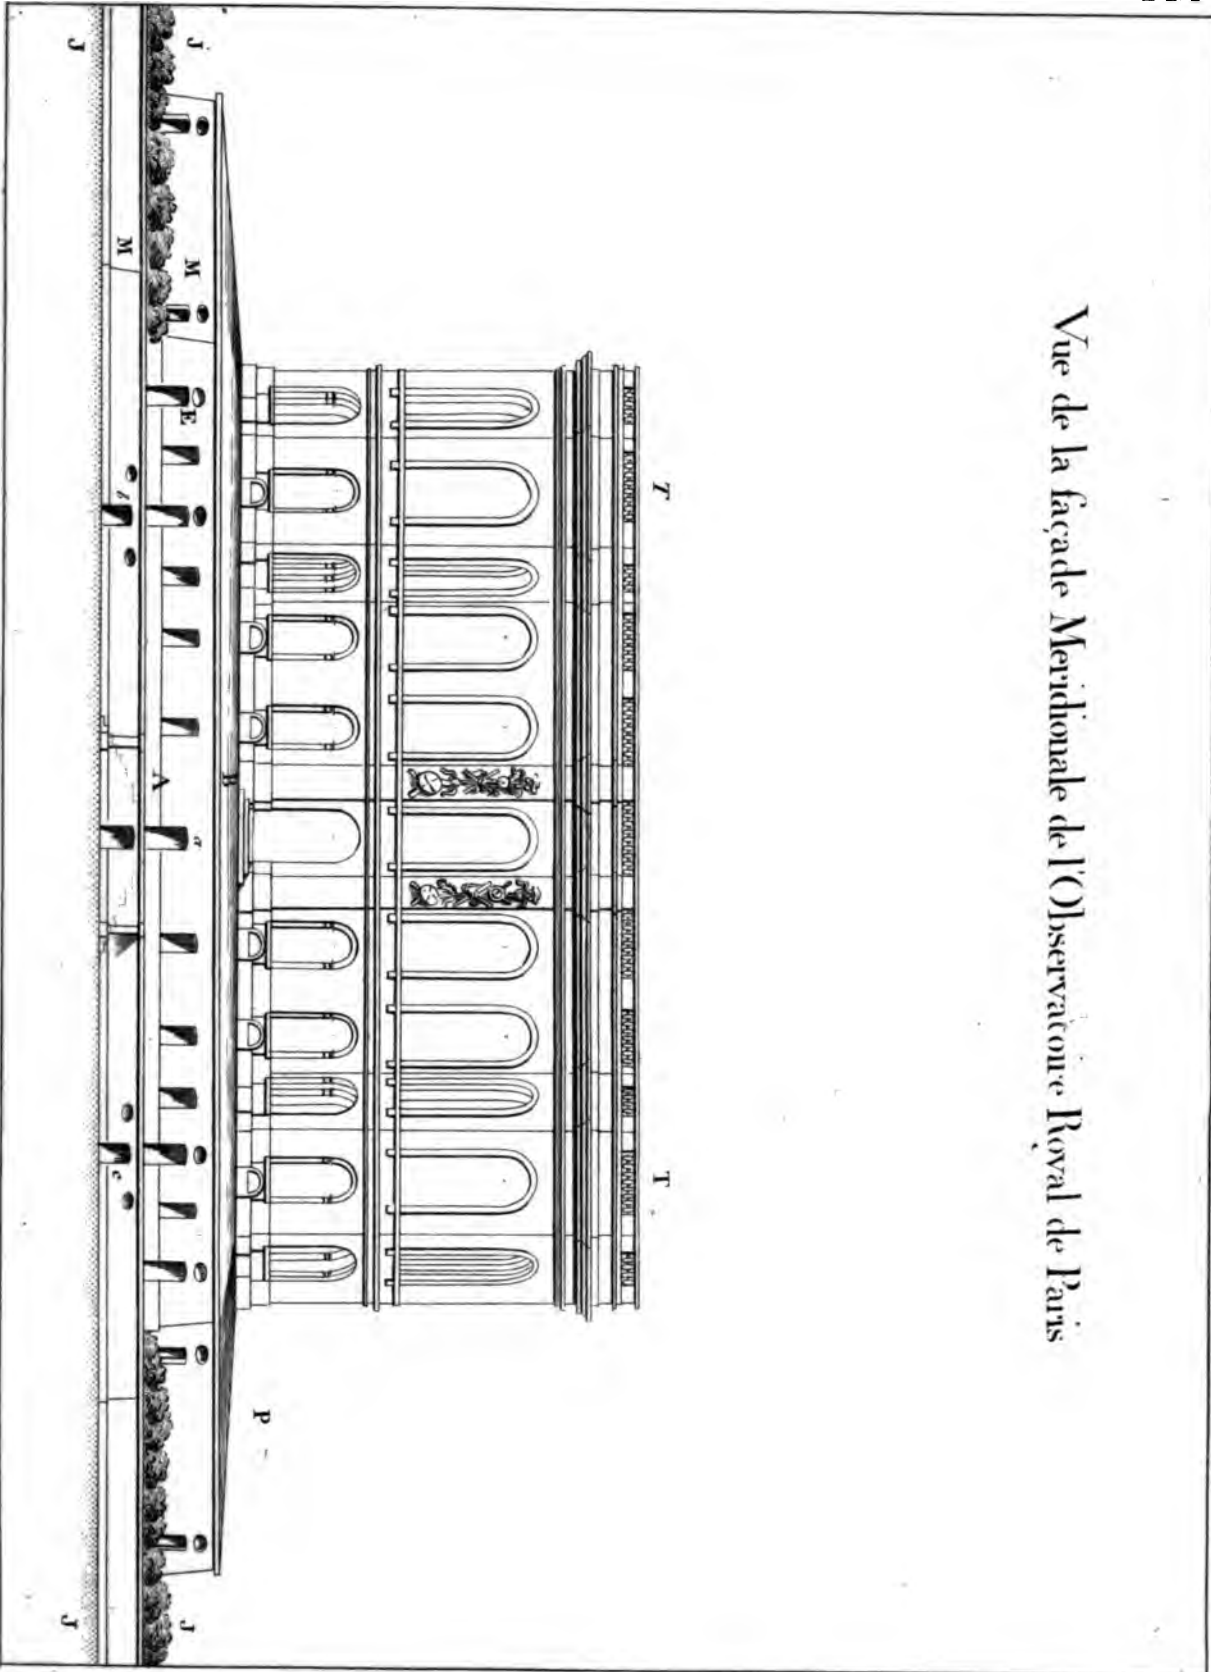 Vue de la façade Meridionale de l'Observatoire Royal de Paris
T T
P
B
J M E a J
A
M b c
J J